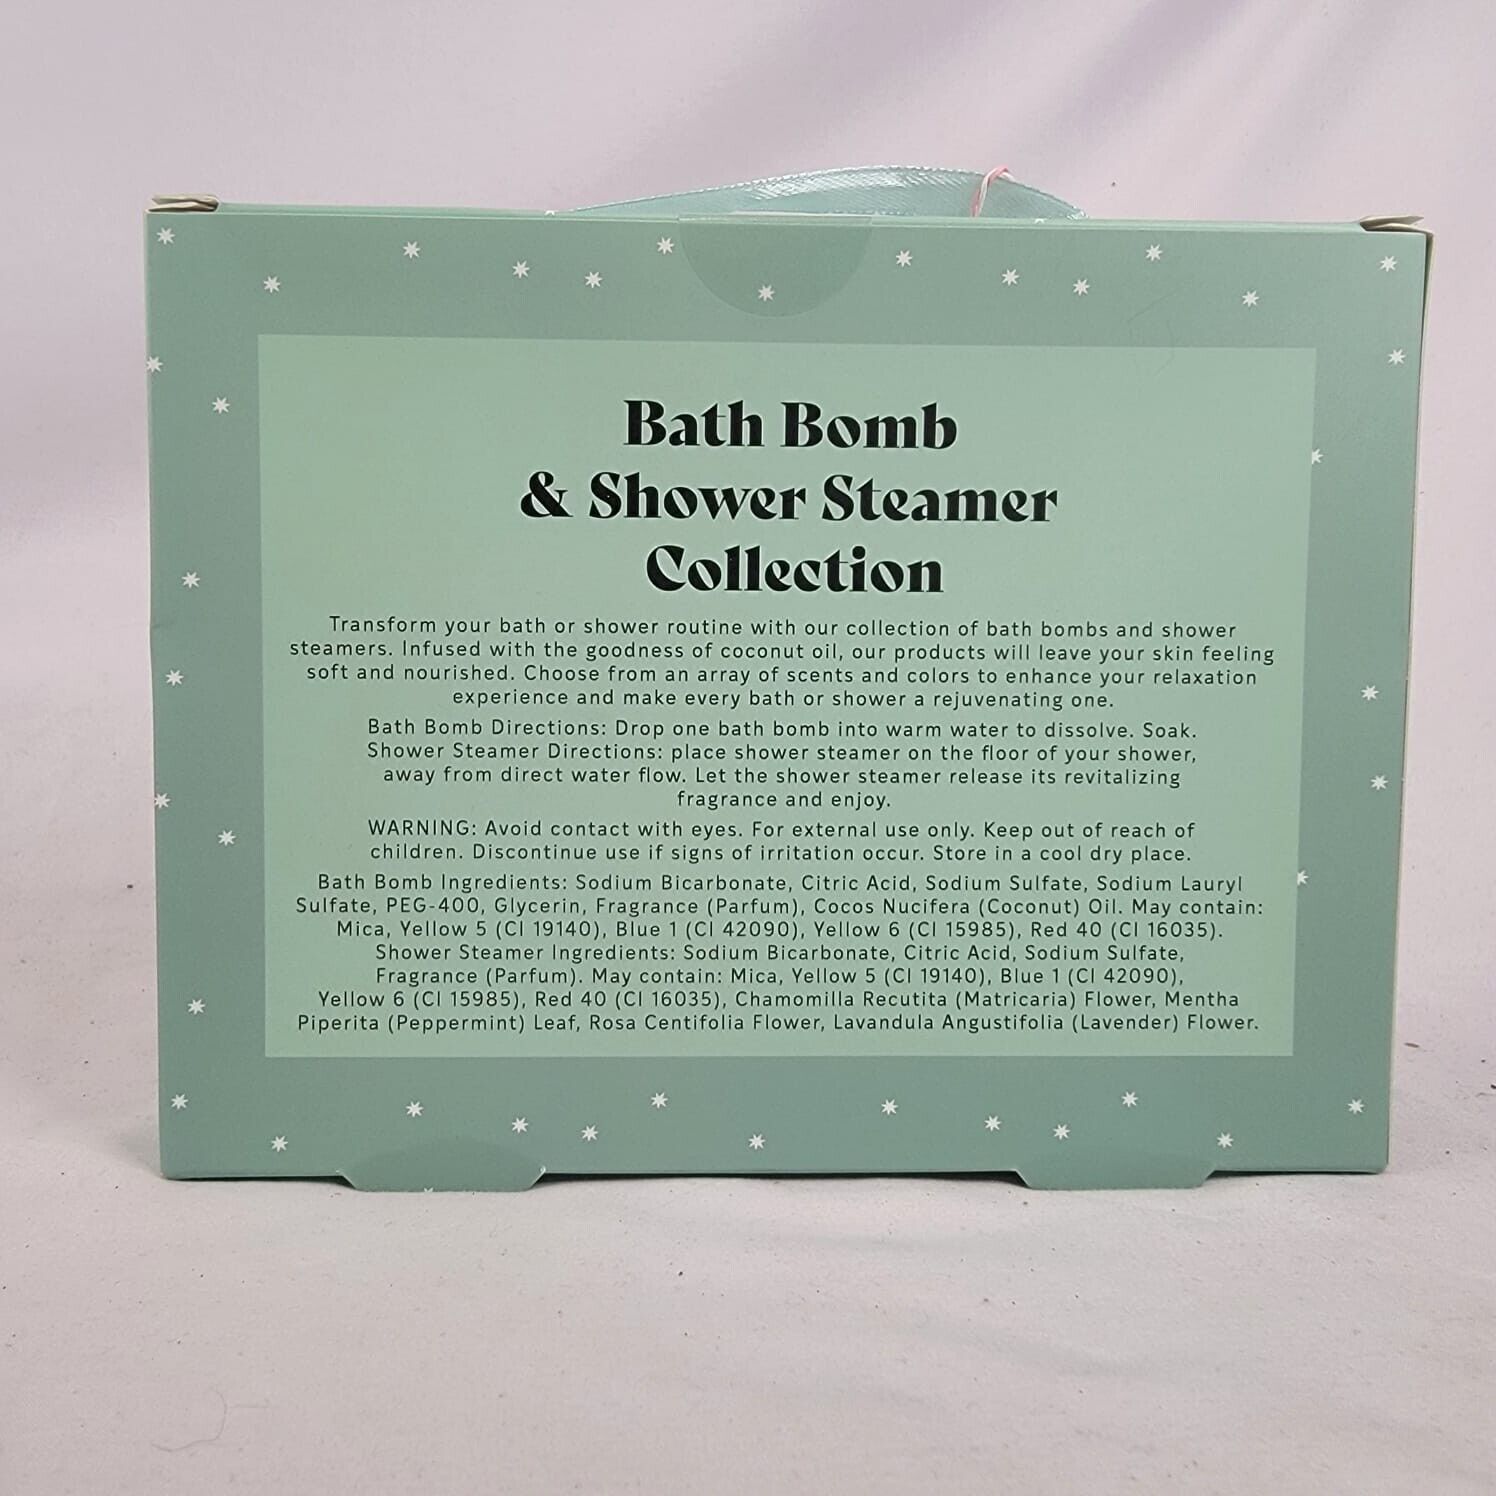 Bath Bomb
& Shower Steamer
Collection
Transform your bath or shower routine with our collection of bath bombs and shower
steamers. Infused with the goodness of coconut oil, our products will leave your skin feeling
soft and nourished. Choose from an array of scents and colors to enhance your relaxation
experience and make every bath or shower a rejuvenating one.
Bath Bomb Directions: Drop one bath bomb into warm water to dissolve. Soak.
Shower Steamer Directions: place shower steamer on the floor of your shower,
away from direct water flow. Let the shower steamer release its revitalizing
fragrance and enjoy.
WARNING: Avoid contact with eyes. For external use only. Keep out of reach of
children. Discontinue use if signs of irritation occur. Store in a cool dry place.
Bath Bomb Ingredients: Sodium Bicarbonate, Citric Acid, Sodium Sulfate, Sodium Lauryl
Sulfate, PEG-400, Glycerin, Fragrance (Parfum), Cocos Nucifera (Coconut) Oil. May contain:
Mica, Yellow 5 (CI 19140), Blue 1 (CI 42090), Yellow 6 (CI 15985), Red 40 (CI 16035).
Shower Steamer Ingredients: Sodium Bicarbonate, Citric Acid, Sodium Sulfate,
Fragrance (Parfum). May contain: Mica, Yellow 5 (CI 19140), Blue 1 (CI 42090),
Yellow 6 (CI 15985), Red 40 (CI 16035), Chamomilla Recutita (Matricaria) Flower, Mentha
Piperita (Peppermint) Leaf, Rosa Centifolia Flower, Lavandula Angustifolia (Lavender) Flower.